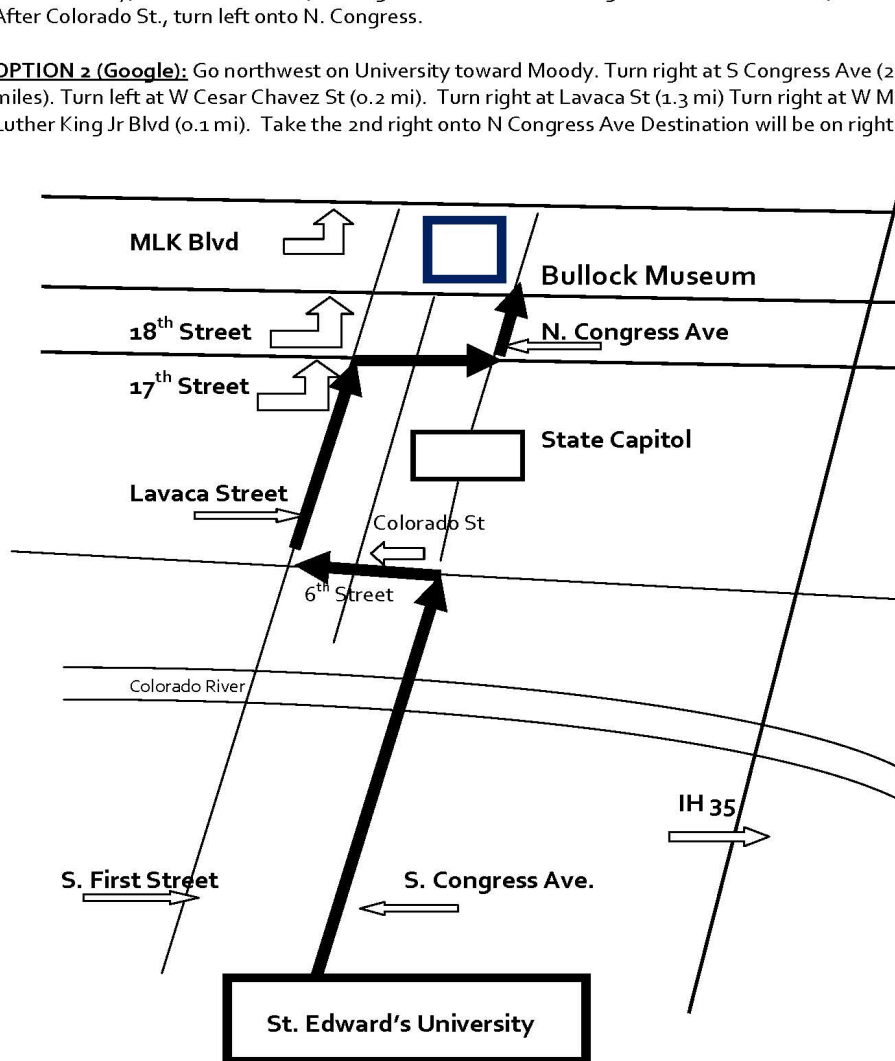 After Colorado St., turn left onto N. Congress.
OPTION 2 (Google): Go northwest on University toward Moody. Turn right at S Congress Ave (2
miles). Turn left at W Cesar Chavez St (0.2 mi). Turn right at Lavaca St (1.3 mi) Turn right at W M
Luther King Jr Blvd (0.1 mi). Take the 2nd right onto N Congress Ave Destination will be on right
MLK Blvd
Bullock Museum
18th Street
N. Congress Ave
17th Street
State Capitol
Lavaca Street
Colorado St
6th Street
Colorado River
IH 35
S. First Street
S. Congress Ave.
St. Edward's University